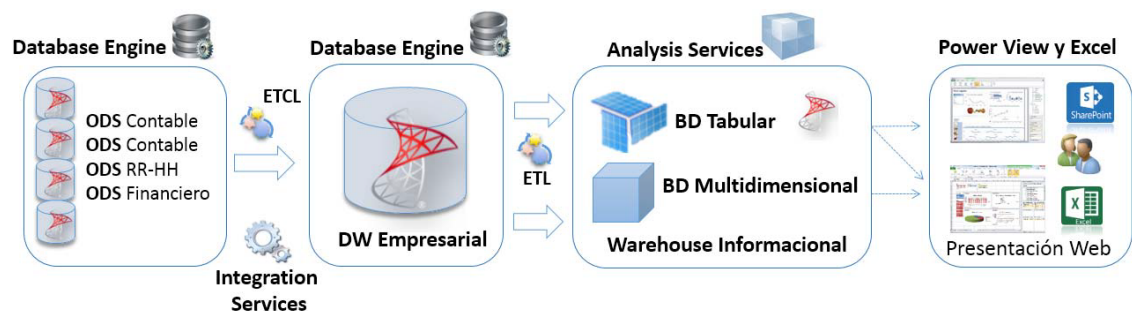 Database Engine
ODS Contable
ODS Contable
ODS RR-HH
ODS Financiero
ETCL
Integration
Services
Database Engine
DW Empresarial
ETL
Analysis Services
BD Tabular
BD Multidimensional
Warehouse Informacional
Power View y Excel
SharePoint
Excel
Presentación Web